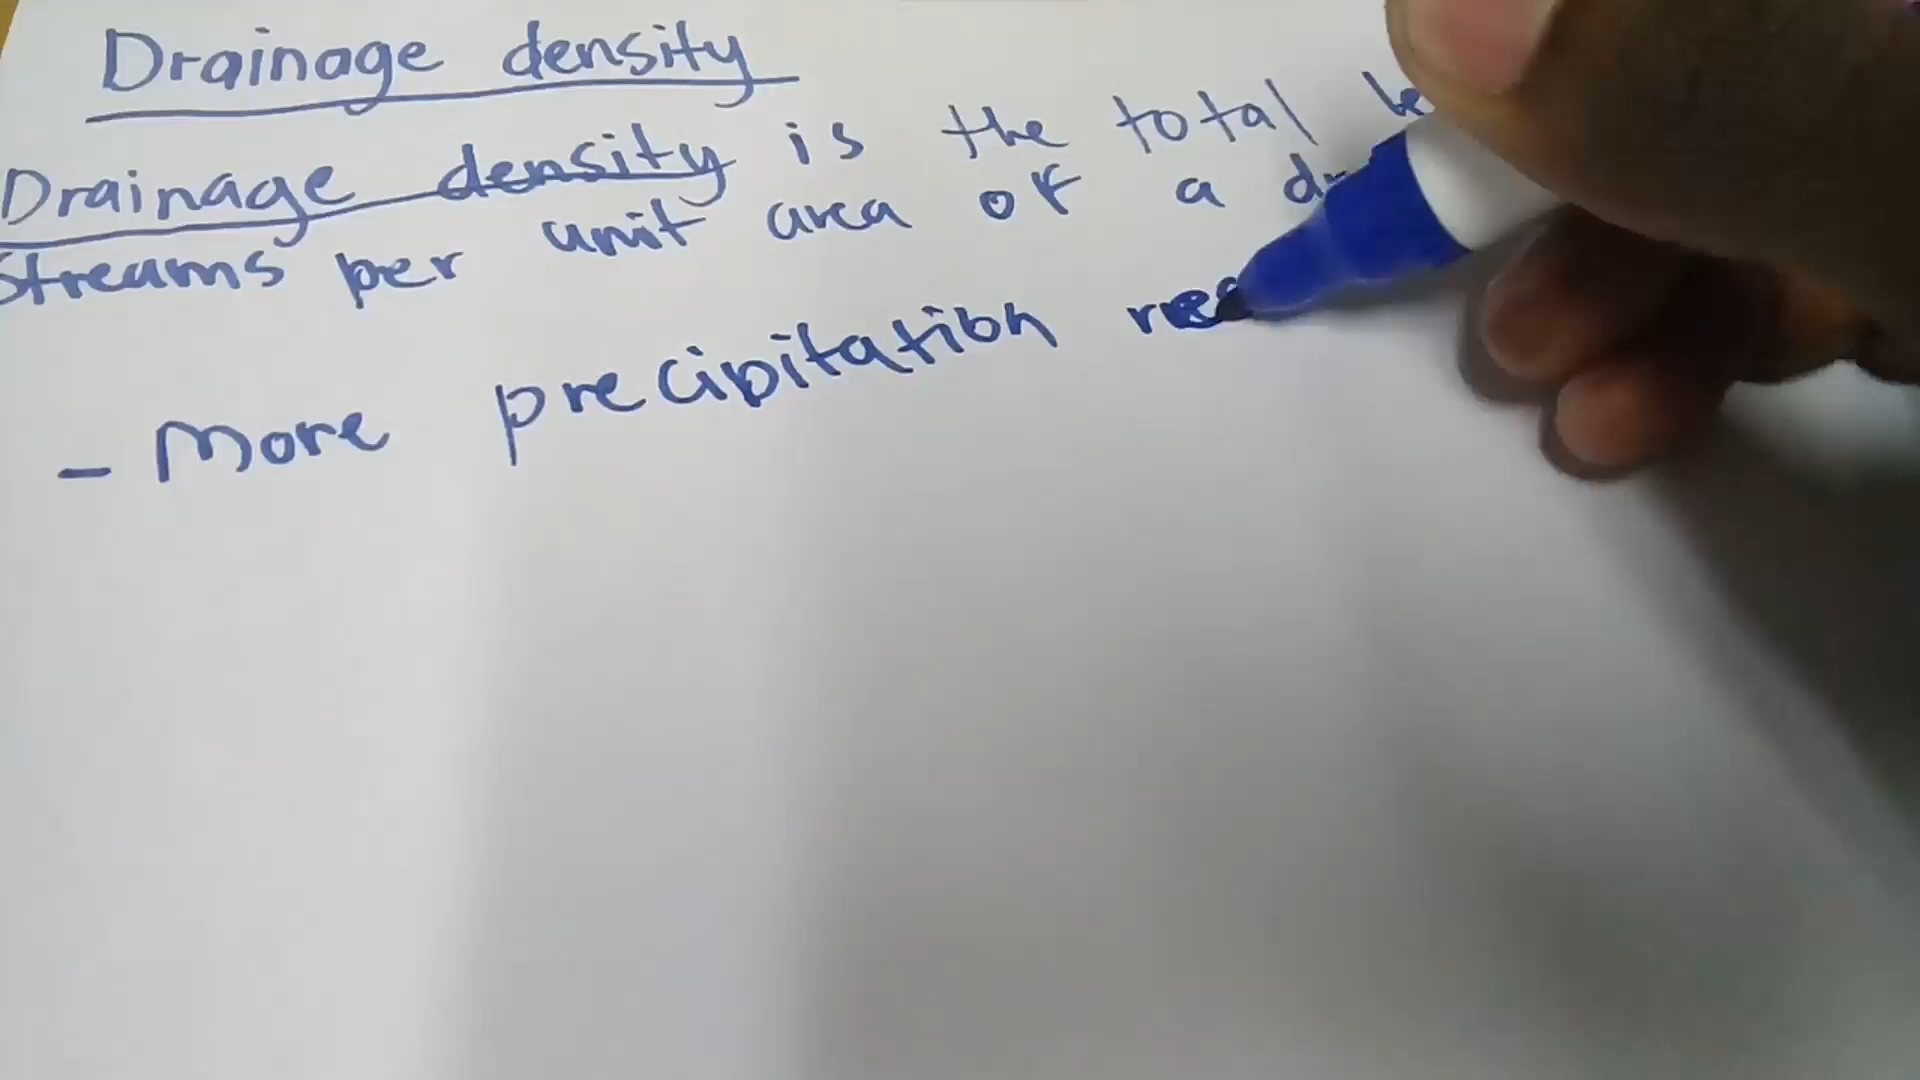 Drainage density
Drainage density is the total
Streams per unit area of a
- More precipitation